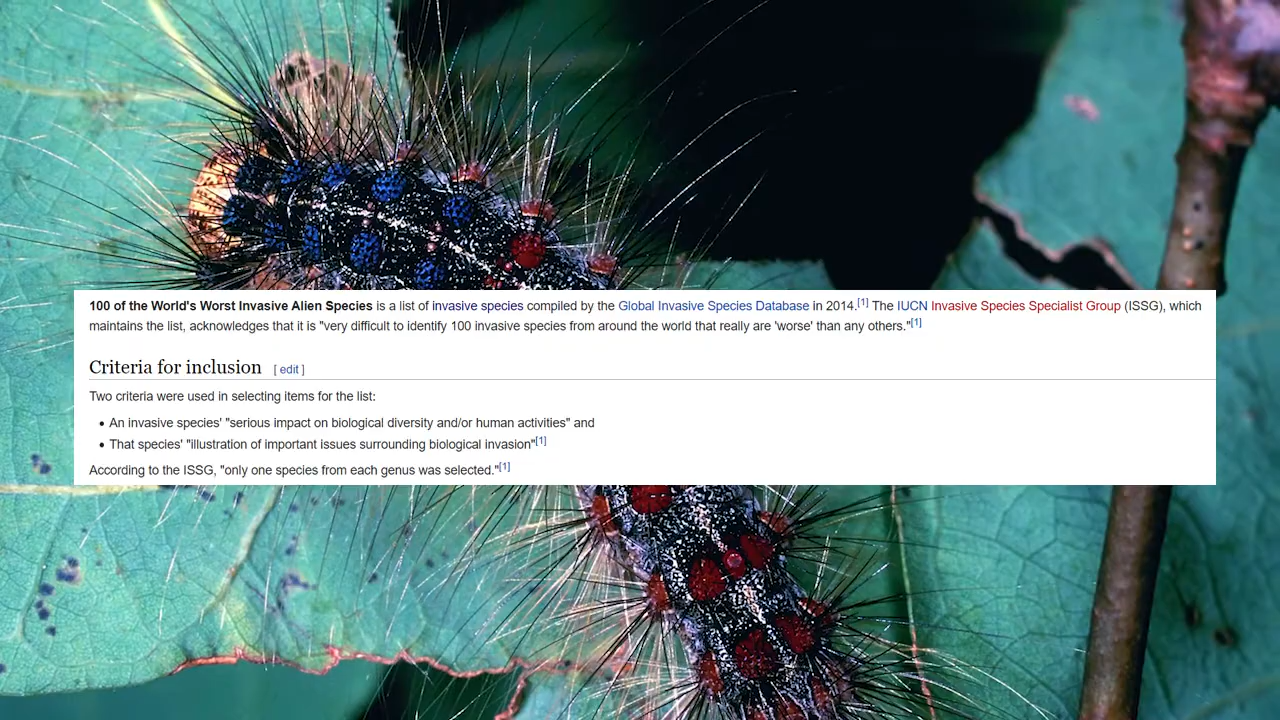 100 of the World's Worst Invasive Alien Species is a list of invasive species compiled by the Global Invasive Species Database in 2014.[1] The IUCN Invasive Species Specialist Group (ISSG), which
maintains the list, acknowledges that it is "very difficult to identify 100 invasive species from around the world that really are 'worse' than any others."[1]
Criteria for inclusion [ edit ]
Two criteria were used in selecting items for the list:
• An invasive species' "serious impact on biological diversity and/or human activities" and
• That species' "illustration of important issues surrounding biological invasion"[1]
According to the ISSG, "only one species from each genus was selected."[1]